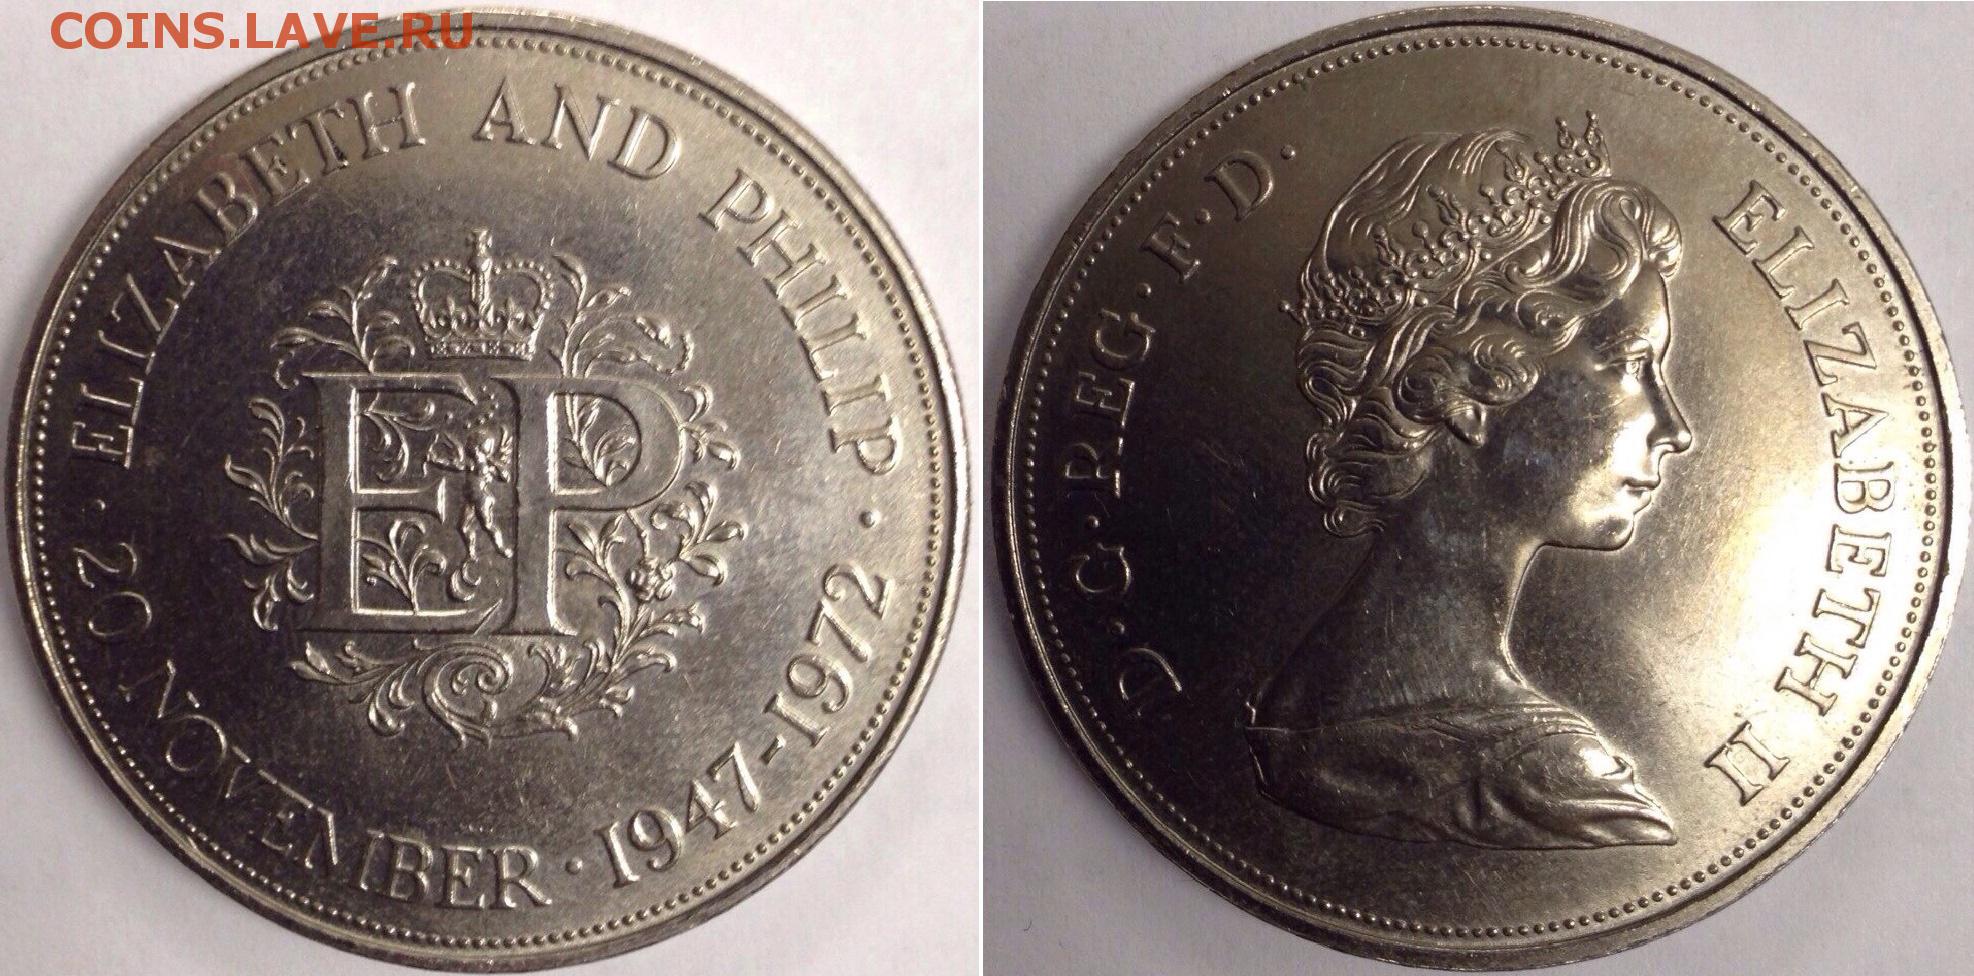 COINS.LAVE.RU
ELIZABETH AND PHILIP ·
· 20 NOVEMBER · 1947-1972
EP
D·G·REG·F·D·
ELIZABETH II